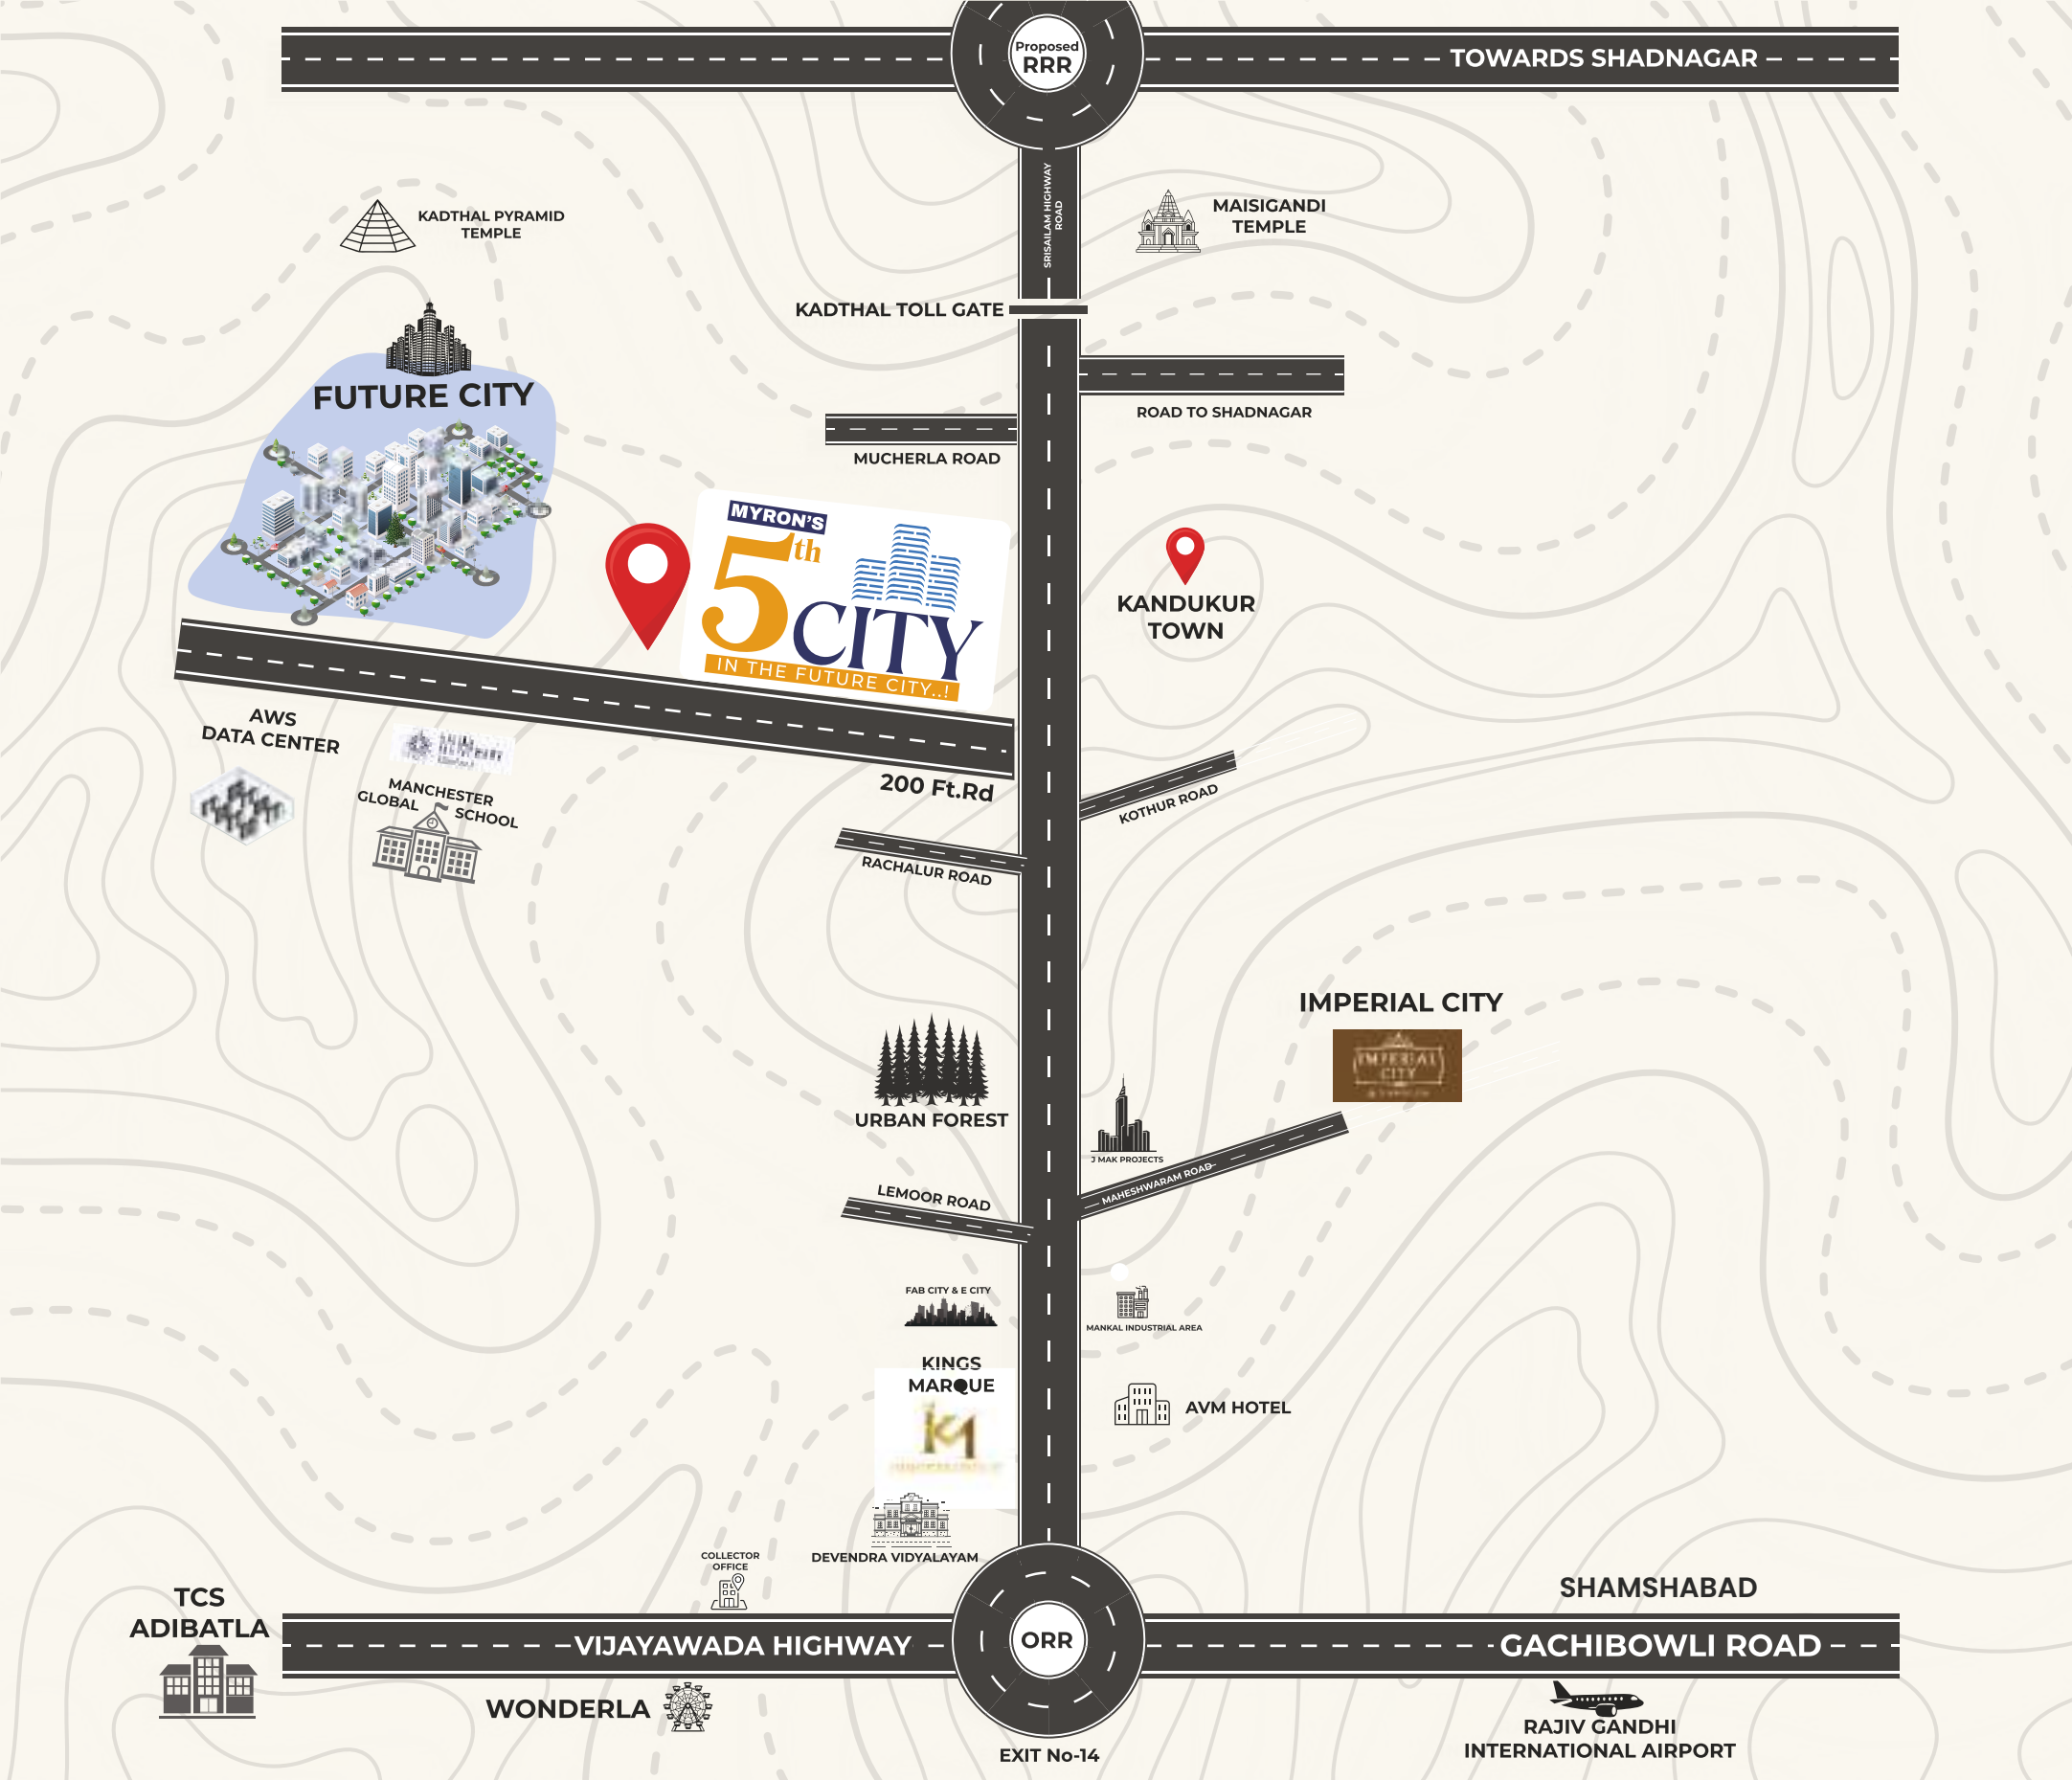 Proposed
RRR
TOWARDS SHADNAGAR
SRISAILAM HIGHWAY
ROAD
KADTHAL PYRAMID
TEMPLE
MAISIGANDI
TEMPLE
KADTHAL TOLL GATE
FUTURE CITY
ROAD TO SHADNAGAR
MUCHERLA ROAD
MYRON'S
5th
CITY
IN THE FUTURE CITY..!
KANDUKUR
TOWN
AWS
DATA CENTER
200 Ft.Rd
MANCHESTER
GLOBAL SCHOOL
KOTHUR ROAD
RACHALUR ROAD
IMPERIAL CITY
IMPERIAL
CITY
URBAN FOREST
J MAK PROJECTS
MAHESHWARAM ROAD
LEMOOR ROAD
FAB CITY & E CITY
MANKAL INDUSTRIAL AREA
KINGS
MARQUE
KM
AVM HOTEL
DEVENDRA VIDYALAYAM
COLLECTOR
OFFICE
TCS
ADIBATLA
SHAMSHABAD
VIJAYAWADA HIGHWAY
ORR
GACHIBOWLI ROAD
WONDERLA
RAJIV GANDHI
INTERNATIONAL AIRPORT
EXIT No-14